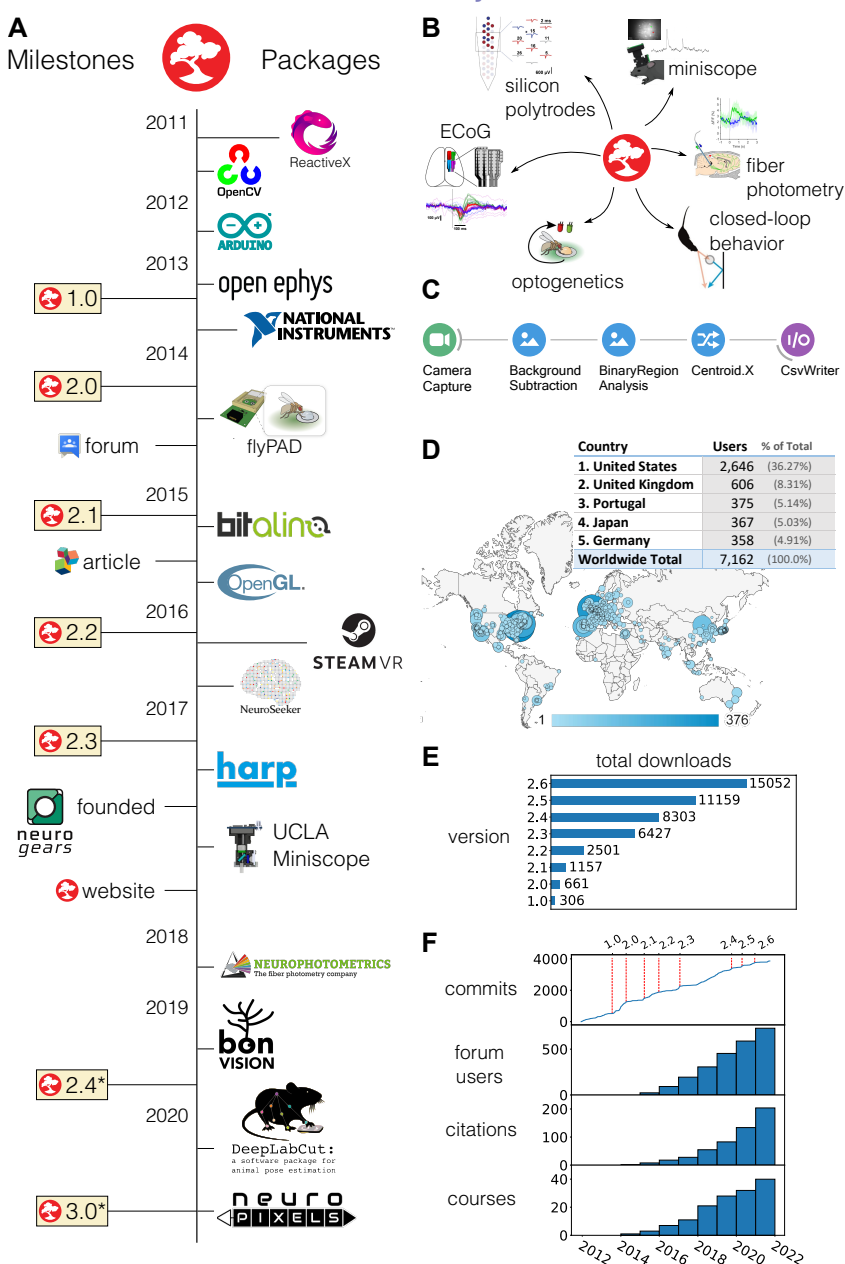 A
Milestones
Packages
2011
ReactiveX
OpenCV
2012
ARDUINO
2013
open ephys
1.0
NATIONAL
INSTRUMENTS™
2014
2.0
flyPAD
forum
2015
2.1
bitalino
article
OpenGL.
2016
2.2
STEAM VR
NeuroSeeker
2017
2.3
harp
founded
neuro
gears
UCLA
Miniscope
website
2018
NEUROPHOTOMETRICS
The fiber photometry company
2019
bon
VISION
2.4*
2020
DeepLabCut:
a software package for
animal pose estimation
3.0*
neuro
PIXELS
B
silicon
polytrodes
miniscope
ECoG
fiber
photometry
closed-loop
behavior
optogenetics
2 ms
600 µV
100 ms
C
I/O
Camera
Capture
Background
Subtraction
BinaryRegion
Analysis
Centroid.X
CsvWriter
D
Country Users % of Total
1. United States 2,646 (36.27%)
2. United Kingdom 606 (8.31%)
3. Portugal 375 (5.14%)
4. Japan 367 (5.03%)
5. Germany 358 (4.91%)
Worldwide Total 7,162 (100.0%)
1 376
E
total downloads
version
2.6 15052
2.5 11159
2.4 8303
2.3 6427
2.2 2501
2.1 1157
2.0 661
1.0 306
F
1.0 2.0 2.1 2.2 2.3 2.4 2.5 2.6
commits
4000
2000
0
forum
users
500
0
citations
200
100
0
courses
40
20
0
2012 2014 2016 2018 2020 2022